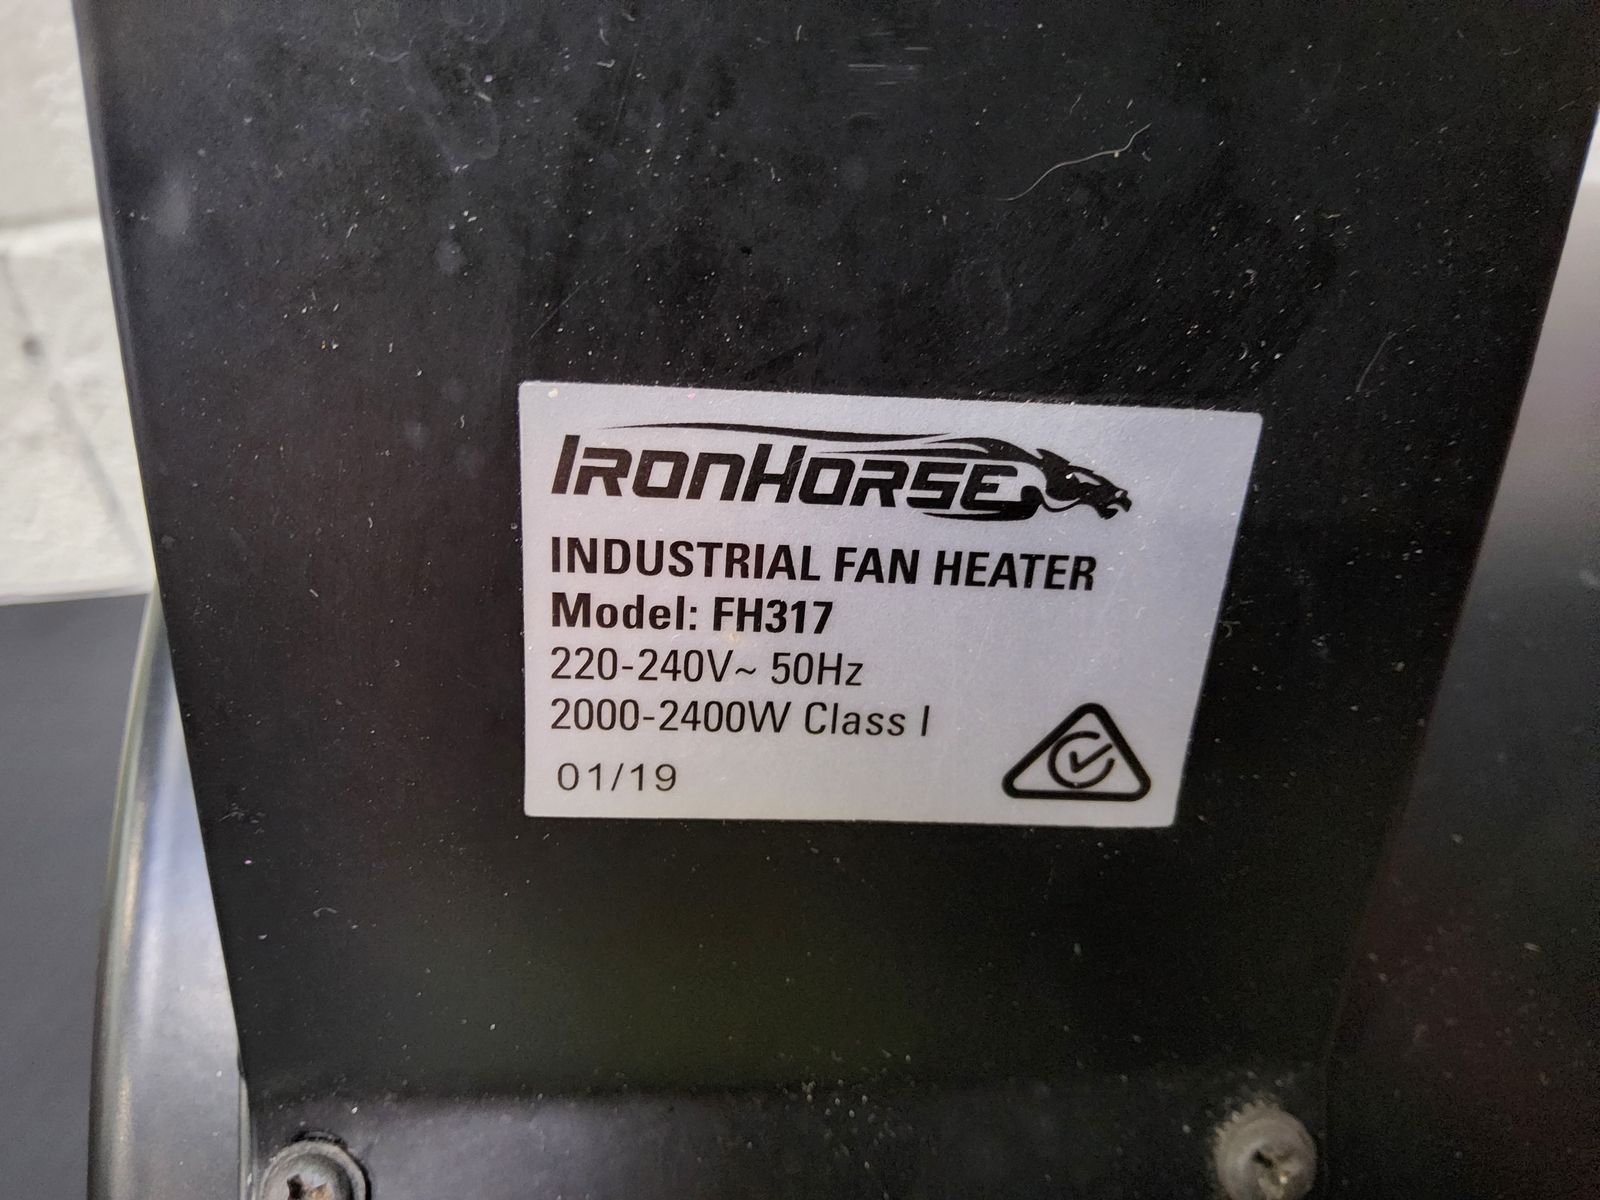 IRONHORSE
INDUSTRIAL FAN HEATER
Model: FH317
220-240V~ 50Hz
2000-2400W Class I
01/19